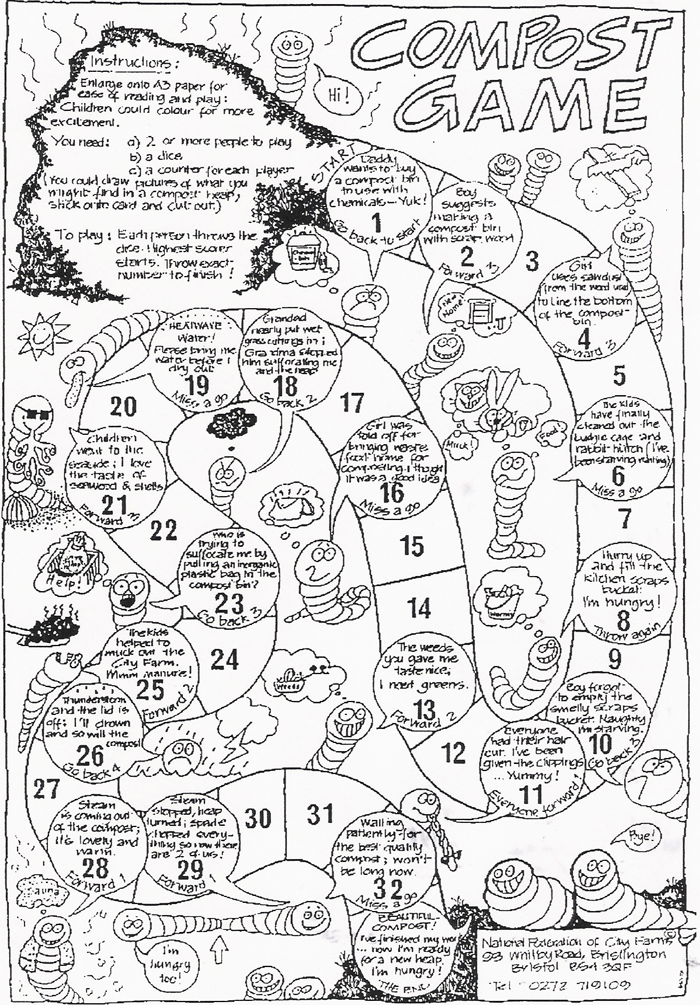 COMPOST
GAME
Instructions:
Enlarge onto A3 paper for
ease of reading and play:
Children could colour for more
excitement.
You need: a) 2 or more people to play
b) a dice
c) a counter for each player
(You could draw pictures of what you
might find in a compost heap,
stick onto card and cut out.)
To play: Each person throws the
dice. Highest scorer
starts. Throw exact
number to finish!
Hi!
START
Daddy
wants to buy
a compost bin
to use with
chemicals - Yuk!
1
Go back to start
Boy
suggests
making a
compost bin
with scrap wood
2
Forward 3
3
Girl
uses sawdust
from the wood used
to line the bottom
of the compost
bin.
4
Forward 3
5
The kids
have finally
cleaned out the
budgie cage and
rabbit hutch (I've
been starving)
6
Miss a go
7
Hurry up
and fill the
kitchen scraps
bucket:
I'm hungry!
8
Throw again
9
Boy forgot
to empty the
smelly scraps
bucket. Naughty
I'm starving.
10
Go back 3
Everyone
had their hair
cut. I've been
given the clippings
... Yummy!
11
Everyone forward 1
12
The weeds
you gave me
taste nice;
I need greens.
13
Forward 2
14
15
Girl was
told off for
bringing
home for
composting. I thought
it was a good idea
16
Miss a go
17
Grandad
nearly put wet
grass cuttings in;
Grandma stopped
him suffocating me
and the heap
18
Go back 2
HEATWAVE
Water!
Please bring me
water before I
dry out
19
Miss a go
20
Children
went to the
seaside; I love
the taste of
seaweed & shells
21
Forward 3
22
Who is
trying to
suffocate me by
putting an inorganic
plastic bag in the
compost bin?
23
Go back 3
24
The kids
helped to
muck out the
City Farm.
Mmm manure!
25
Forward 2
Thunderstorm
and the lid is
off: I'll drown
and so will the
compost
26
Go back 4
27
Steam
is coming out
of the compost;
it's lovely and
warm.
28
Forward 1
Steam
stopped, heap
turned; spade
chopped every-
thing so now there
are 2 of us!
29
Forward 1
30
31
Waiting
patiently for
the best quality
compost; won't
be long now.
32
Miss a go
BEAUTIFUL
COMPOST!
I've finished my work
... now I'm ready
for a new heap.
I'm hungry!
THE END
New
Home!
Muck!
Food!
Help!
Weeds
Sauna
I'm
hungry
too!
Bye!
National Federation of City Farms
93 Whitby Road, Brislington
Bristol BS4 3QF
Tel: 0272 719109